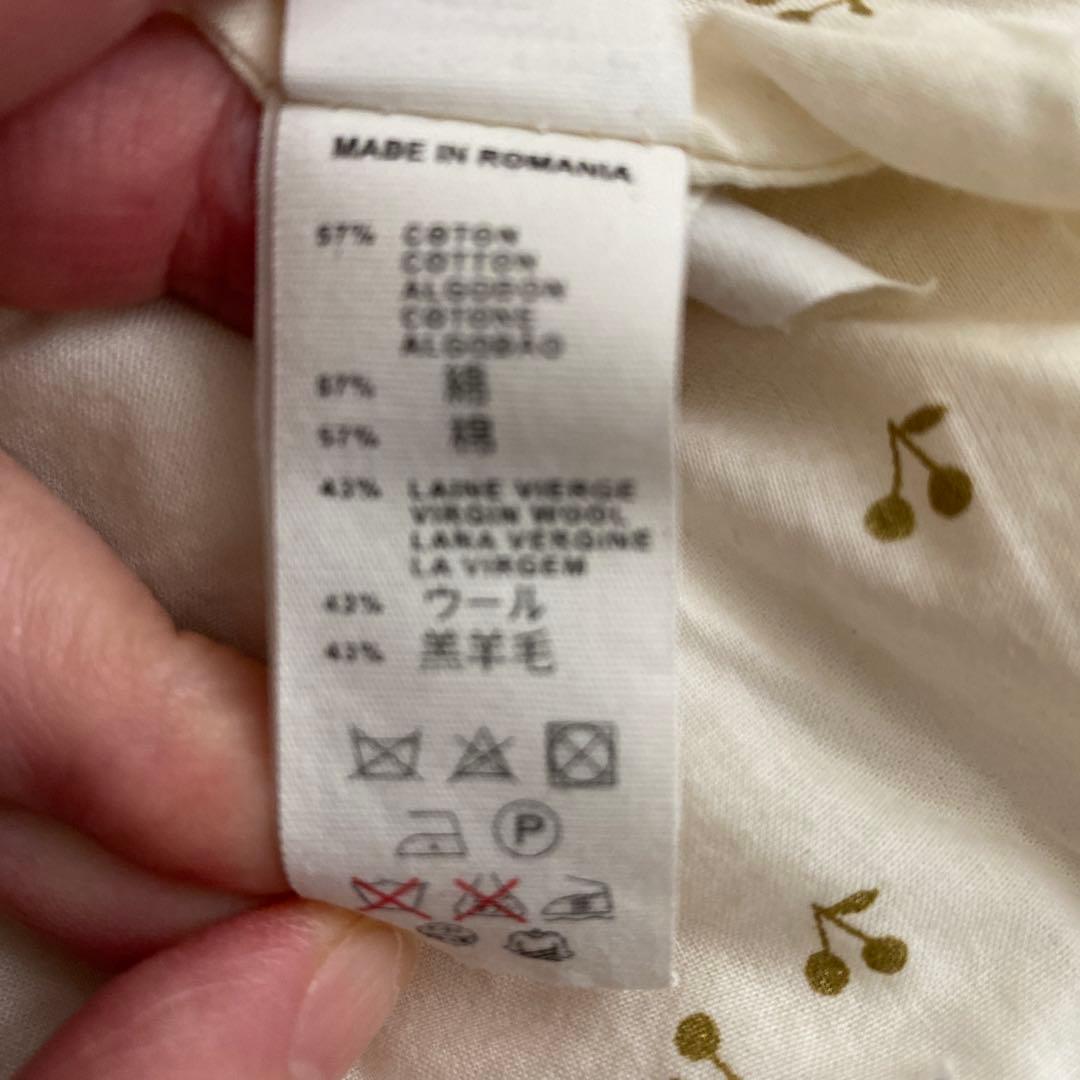 MADE IN ROMANIA
57% COTON
COTTON
ALGODON
COTONE
ALGODAO
57% 綿
57% 棉
43% LAINE VIERGE
VIRGIN WOOL
LANA VERGINE
LA VIRGEM
43% ウール
43% 羔羊毛
P